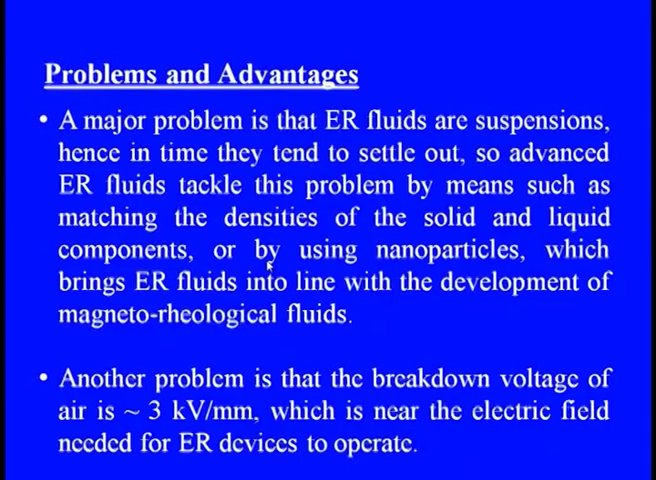 Problems and Advantages
• A major problem is that ER fluids are suspensions,
hence in time they tend to settle out, so advanced
ER fluids tackle this problem by means such as
matching the densities of the solid and liquid
components, or by using nanoparticles, which
brings ER fluids into line with the development of
magneto-rheological fluids.
• Another problem is that the breakdown voltage of
air is ~ 3 kV/mm, which is near the electric field
needed for ER devices to operate.